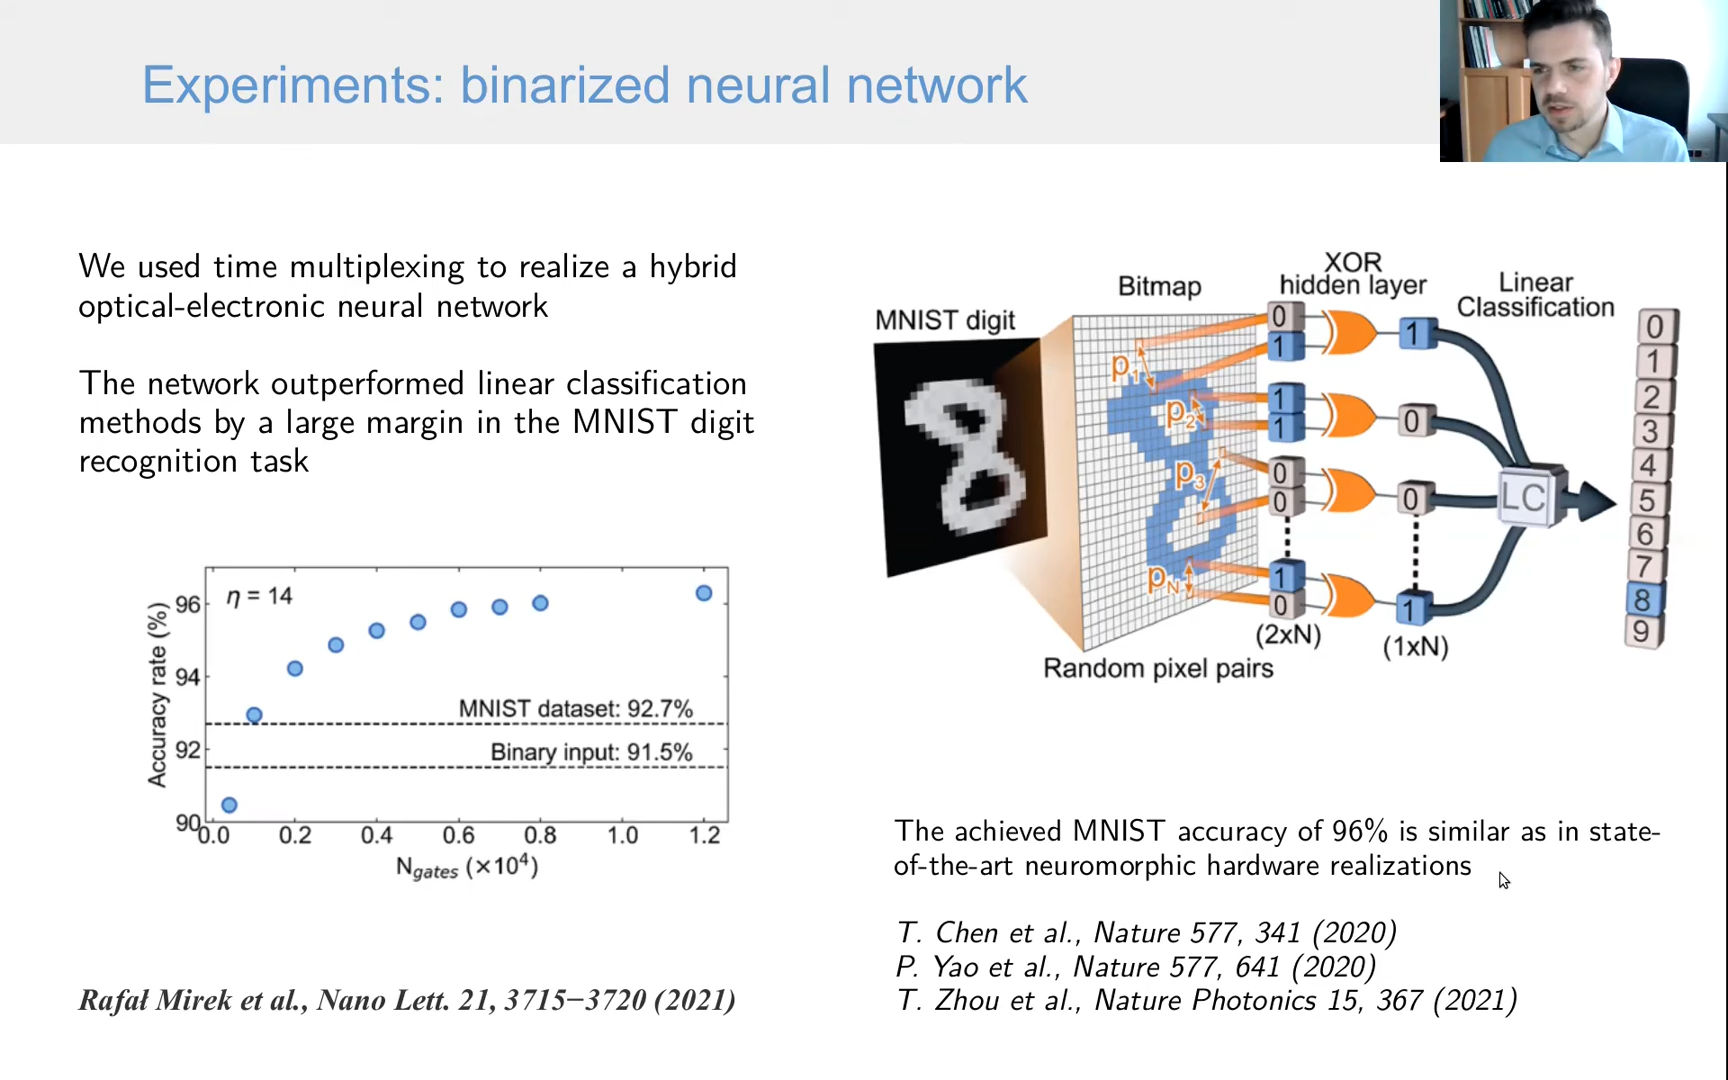 Experiments: binarized neural network
We used time multiplexing to realize a hybrid
optical-electronic neural network
The network outperformed linear classification
methods by a large margin in the MNIST digit
recognition task
η = 14
Accuracy rate (%)
96
94
92
90
MNIST dataset: 92.7%
Binary input: 91.5%
0.0 0.2 0.4 0.6 0.8 1.0 1.2
Ngates (×10⁴)
Rafał Mirek et al., Nano Lett. 21, 3715−3720 (2021)
MNIST digit
Bitmap
XOR
hidden layer
Linear
Classification
p₁
p₂
p₃
pN
0
1
1
1
0
0
1
0
1
0
0
1
LC
0
1
2
3
4
5
6
7
8
9
(2xN)
(1xN)
Random pixel pairs
The achieved MNIST accuracy of 96% is similar as in state-
of-the-art neuromorphic hardware realizations
T. Chen et al., Nature 577, 341 (2020)
P. Yao et al., Nature 577, 641 (2020)
T. Zhou et al., Nature Photonics 15, 367 (2021)